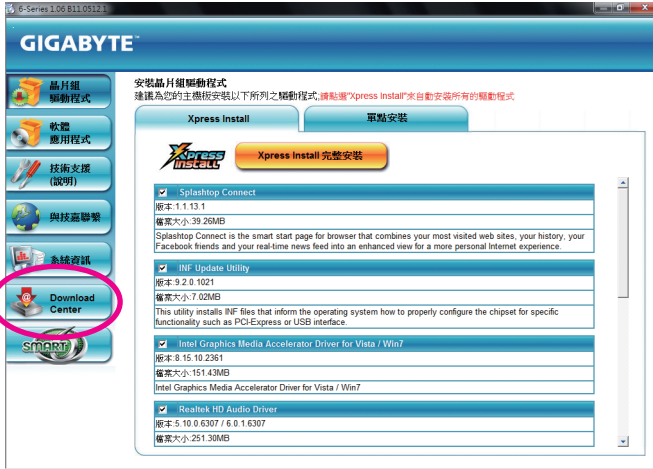 6-Series 1.06 B11.0512.1
GIGABYTE™
晶片組
驅動程式
軟體
應用程式
技術支援
(說明)
與技嘉聯繫
系統資訊
Download
Center
SMART
安裝晶片組驅動程式
建議為您的主機板安裝以下所列之驅動程式;請點選"Xpress Install"來自動安裝所有的驅動程式
Xpress Install
單點安裝
Xpress
INSTALL
Xpress Install 完整安裝
Splashtop Connect
版本:1.1.13.1
檔案大小:39.26MB
Splashtop Connect is the smart start page for browser that combines your most visited web sites, your history, your
Facebook friends and your real-time news feed into an enhanced view for a more personal Internet experience.
INF Update Utility
版本:9.2.0.1021
檔案大小:7.02MB
This utility installs INF files that inform the operating system how to properly configure the chipset for specific
functionality such as PCI-Express or USB interface.
Intel Graphics Media Accelerator Driver for Vista / Win7
版本:8.15.10.2361
檔案大小:151.43MB
Intel Graphics Media Accelerator Driver for Vista / Win7
Realtek HD Audio Driver
版本:5.10.0.6307 / 6.0.1.6307
檔案大小:251.30MB